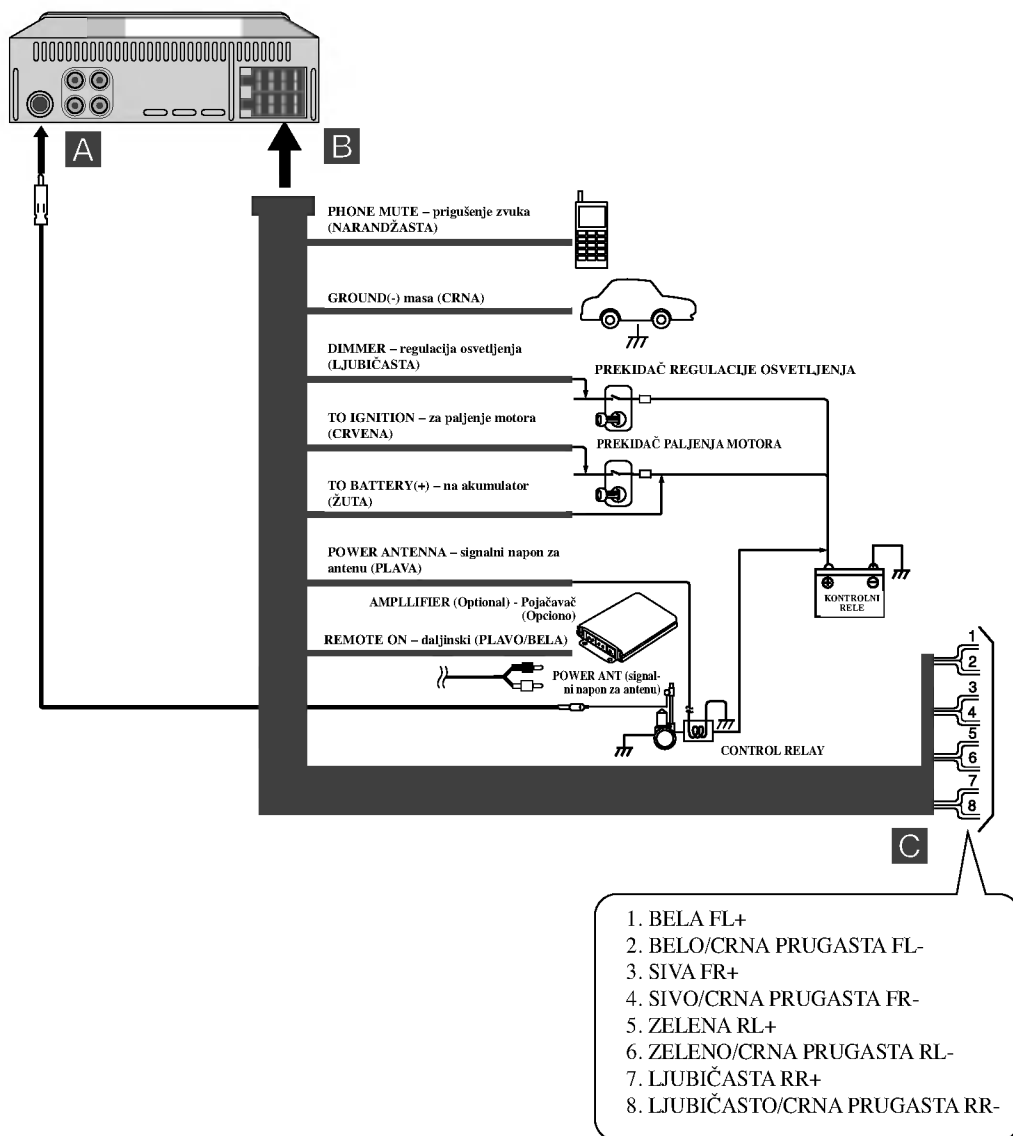 A
B
PHONE MUTE – prigušenje zvuka
(NARANDŽASTA)
GROUND(-) masa (CRNA)
DIMMER – regulacija osvetljenja
(LJUBIČASTA)
PREKIDAČ REGULACIJE OSVETLJENJA
TO IGNITION – za paljenje motora
(CRVENA)
PREKIDAČ PALJENJA MOTORA
TO BATTERY(+) – na akumulator
(ŽUTA)
POWER ANTENNA – signalni napon za
antenu (PLAVA)
KONTROLNI
RELE
AMPLLIFIER (Optional) - Pojačavač
(Opciono)
REMOTE ON – daljinski (PLAVO/BELA)
POWER ANT (signal-
ni napon za antenu)
CONTROL RELAY
1
2
3
4
5
6
7
8
C
1. BELA FL+
2. BELO/CRNA PRUGASTA FL-
3. SIVA FR+
4. SIVO/CRNA PRUGASTA FR-
5. ZELENA RL+
6. ZELENO/CRNA PRUGASTA RL-
7. LJUBIČASTA RR+
8. LJUBIČASTO/CRNA PRUGASTA RR-